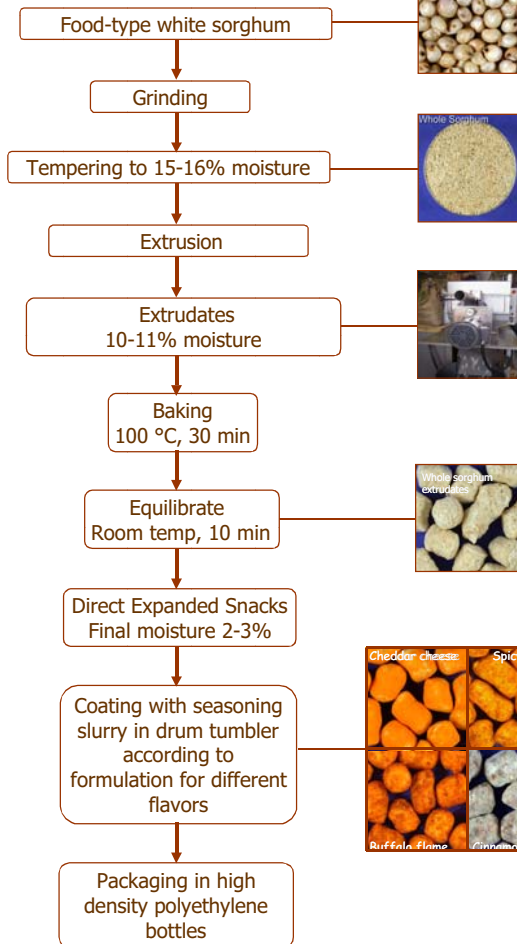 Food-type white sorghum
Grinding
Whole Sorghum
Tempering to 15-16% moisture
Extrusion
Extrudates
10-11% moisture
Baking
100 °C, 30 min
Whole sorghum
extrudates
Equilibrate
Room temp, 10 min
Direct Expanded Snacks
Final moisture 2-3%
Cheddar cheese
Spic
Coating with seasoning
slurry in drum tumbler
according to
formulation for different
flavors
Buffalo flame
Cinnamo
Packaging in high
density polyethylene
bottles